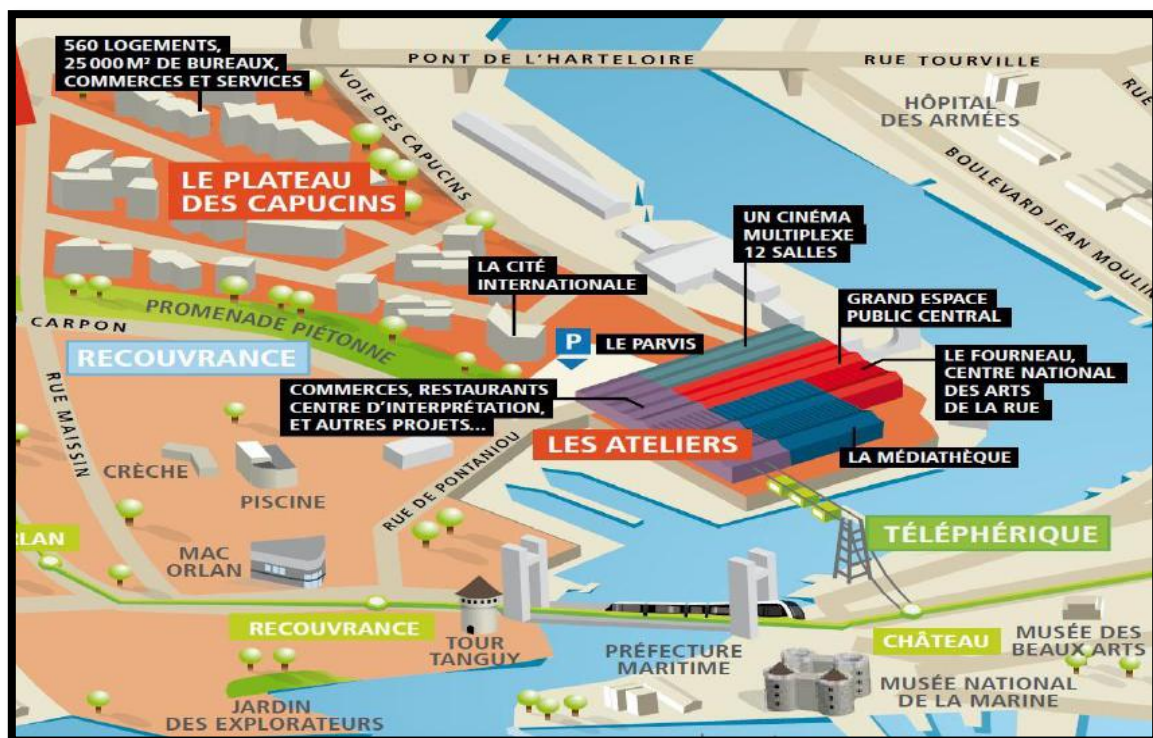 560 LOGEMENTS,
25 000 M² DE BUREAUX,
COMMERCES ET SERVICES
PONT DE L'HARTELOIRE
RUE TOURVILLE
RUE
VOIE DES CAPUCINS
HÔPITAL
DES ARMÉES
BOULEVARD JEAN MOULIN
LE PLATEAU
DES CAPUCINS
UN CINÉMA
MULTIPLEXE
12 SALLES
LA CITÉ
INTERNATIONALE
GRAND ESPACE
PUBLIC CENTRAL
PROMENADE PIÉTONNE
CARPON
RECOUVRANCE
P
LE PARVIS
LE FOURNEAU,
CENTRE NATIONAL
DES ARTS
DE LA RUE
COMMERCES, RESTAURANTS
CENTRE D'INTERPRÉTATION,
ET AUTRES PROJETS...
RUE MAISSIN
LES ATELIERS
LA MÉDIATHÈQUE
CRÈCHE
PISCINE
RUE DE PONTANIOU
TÉLÉPHÉRIQUE
RLAN
MAC
ORLAN
RECOUVRANCE
TOUR
TANGUY
PRÉFECTURE
MARITIME
CHÂTEAU
MUSÉE DES
BEAUX ARTS
MUSÉE NATIONAL
DE LA MARINE
JARDIN
DES EXPLORATEURS